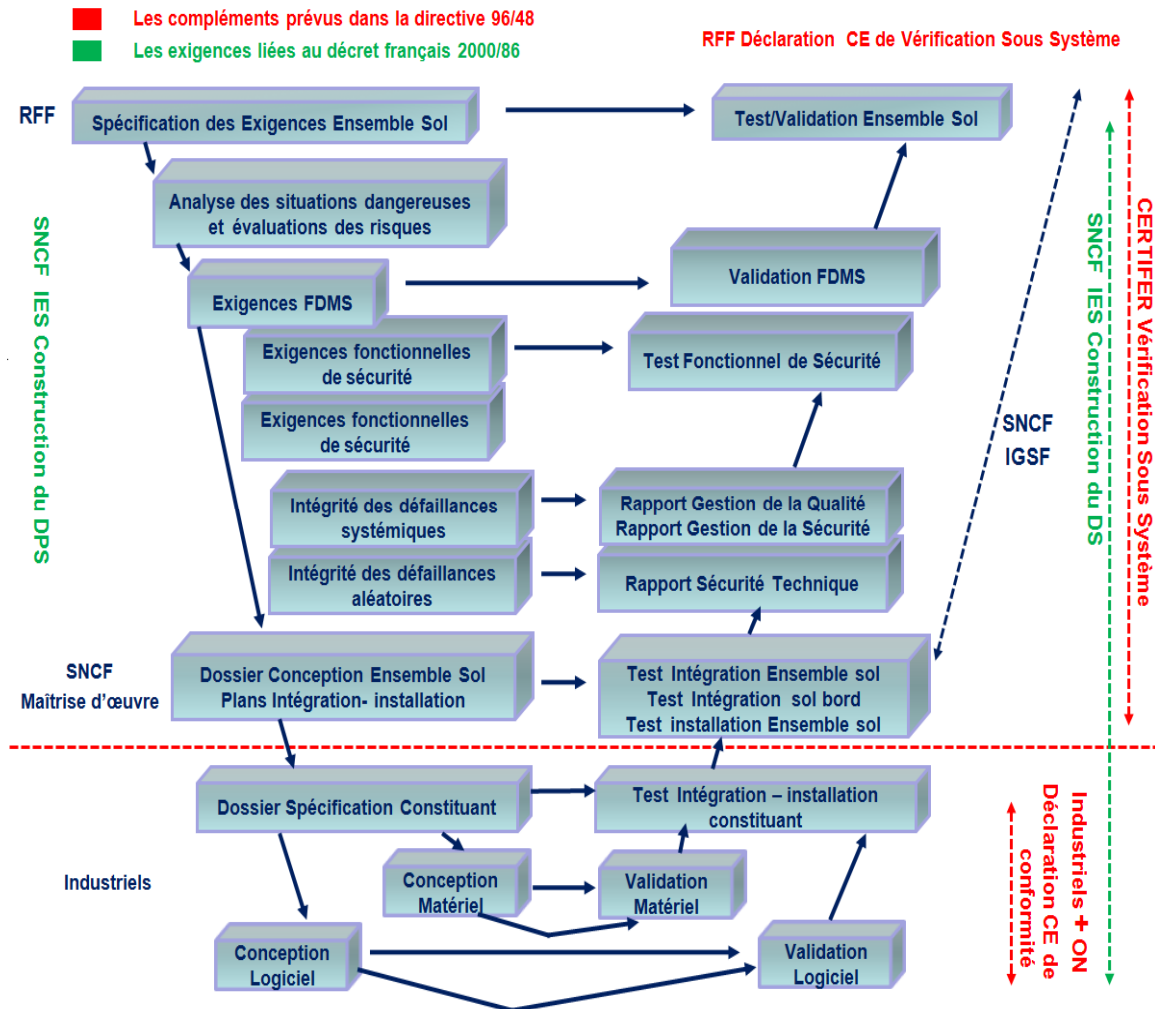 Les compléments prévus dans la directive 96/48
Les exigences liées au décret français 2000/86
RFF Déclaration CE de Vérification Sous Système
RFF
Spécification des Exigences Ensemble Sol
Test/Validation Ensemble Sol
Analyse des situations dangereuses
et évaluations des risques
Exigences FDMS
Validation FDMS
Exigences fonctionnelles
de sécurité
Test Fonctionnel de Sécurité
Exigences fonctionnelles
de sécurité
Intégrité des défaillances
systémiques
Rapport Gestion de la Qualité
Rapport Gestion de la Sécurité
Intégrité des défaillances
aléatoires
Rapport Sécurité Technique
SNCF
Maîtrise d'œuvre
Dossier Conception Ensemble Sol
Plans Intégration- installation
Test Intégration Ensemble sol
Test Intégration sol bord
Test installation Ensemble sol
Dossier Spécification Constituant
Test Intégration – installation
constituant
Industriels
Conception
Matériel
Validation
Matériel
Conception
Logiciel
Validation
Logiciel
SNCF IES Construction du DPS
SNCF
IGSF
SNCF IES Construction du DS
CERTIFER Vérification Sous Système
Industriels + ON
Déclaration CE de
conformité